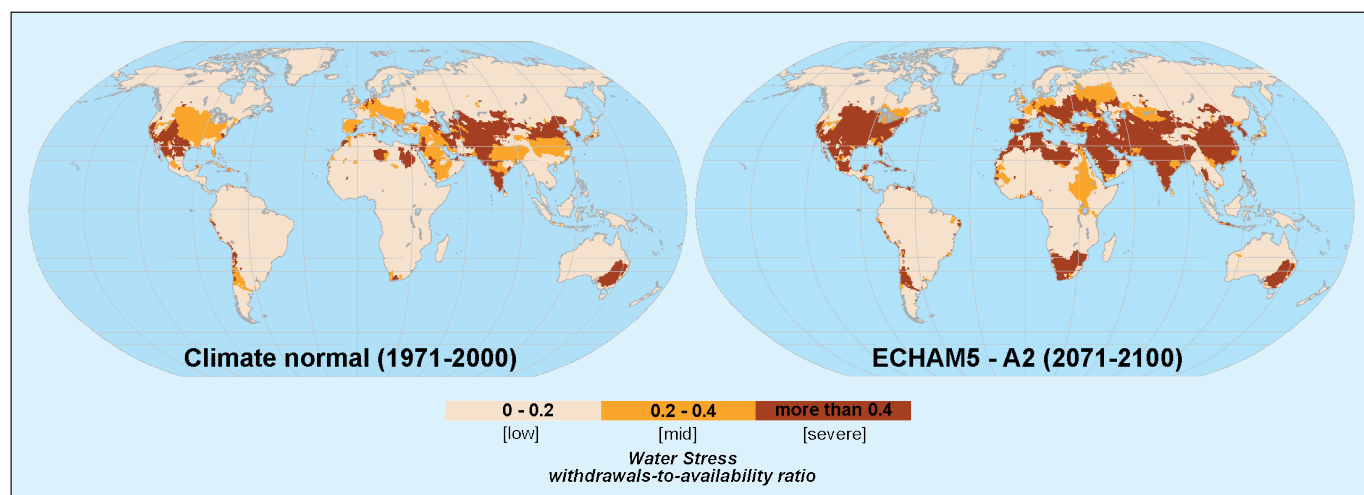 Climate normal (1971-2000)
ECHAM5 - A2 (2071-2100)
0 - 0.2
0.2 - 0.4
more than 0.4
[low]
[mid]
[severe]
Water Stress
withdrawals-to-availability ratio